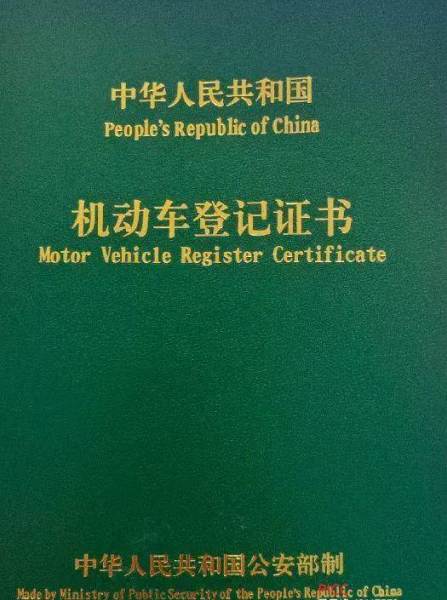 中华人民共和国
People's Republic of China
机动车登记证书
Motor Vehicle Register Certificate
中华人民共和国公安部制
Made by Ministry of Public Security of the People's Republic of China